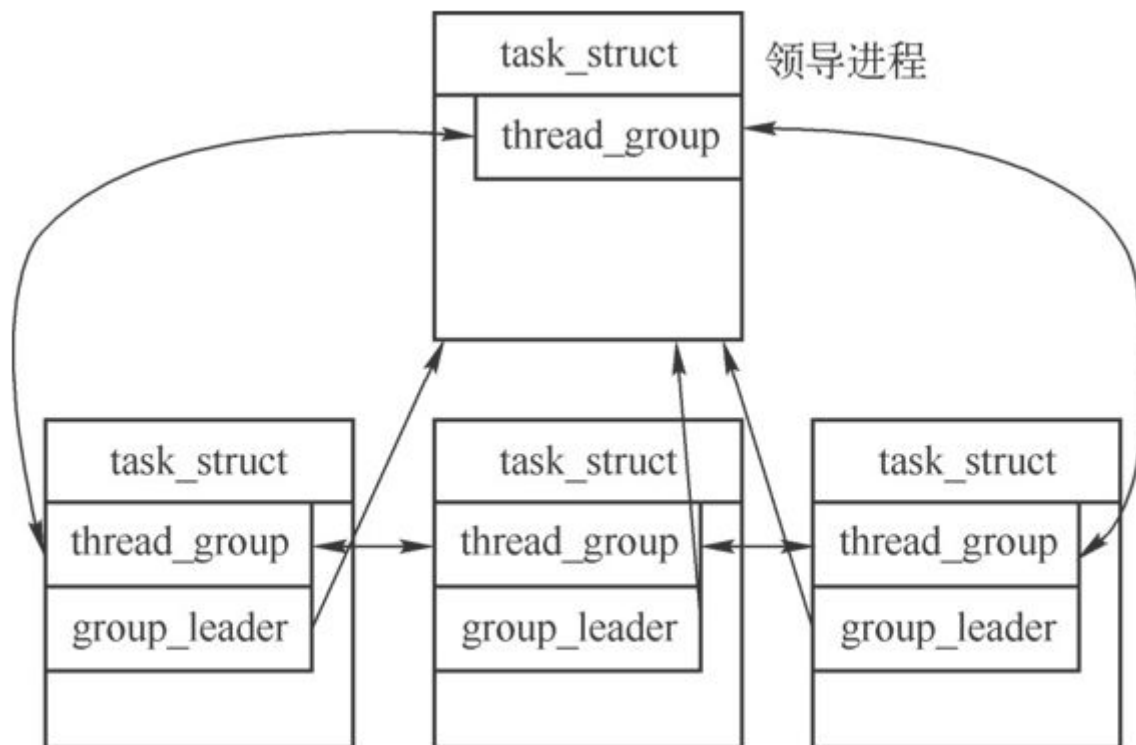 task_struct
领导进程
thread_group
task_struct
task_struct
task_struct
thread_group
thread_group
thread_group
group_leader
group_leader
group_leader